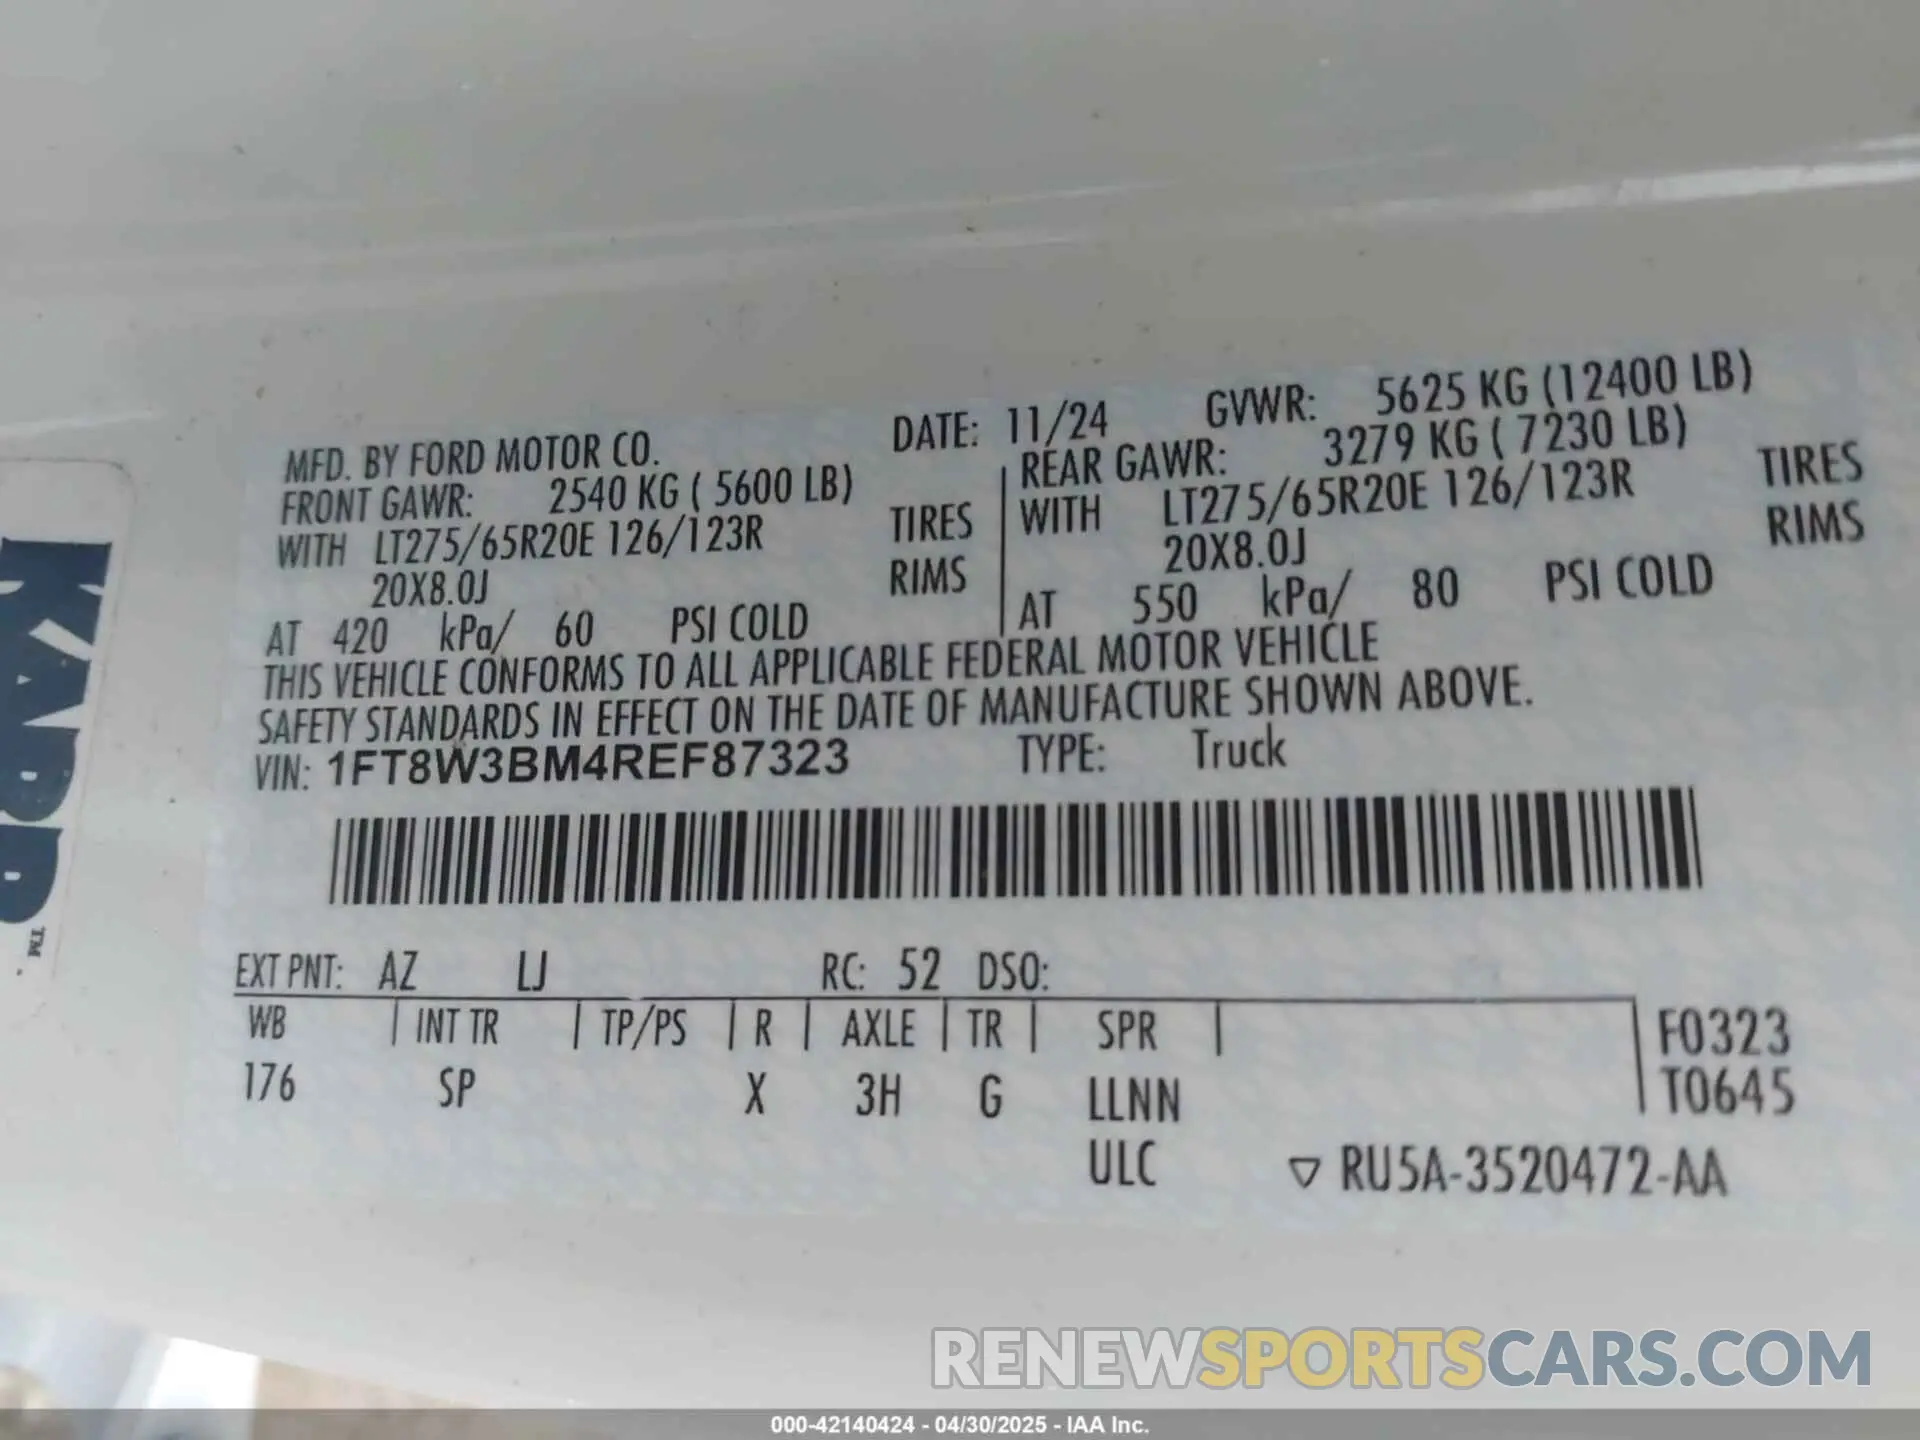 MFD. BY FORD MOTOR CO. DATE: 11/24 GVWR: 5625 KG (12400 LB)
FRONT GAWR: 2540 KG ( 5600 LB) REAR GAWR: 3279 KG ( 7230 LB)
WITH LT275/65R20E 126/123R TIRES WITH LT275/65R20E 126/123R TIRES
20X8.0J RIMS 20X8.0J RIMS
AT 420 kPa/ 60 PSI COLD AT 550 kPa/ 80 PSI COLD
THIS VEHICLE CONFORMS TO ALL APPLICABLE FEDERAL MOTOR VEHICLE
SAFETY STANDARDS IN EFFECT ON THE DATE OF MANUFACTURE SHOWN ABOVE.
VIN: 1FT8W3BM4REF87323 TYPE: Truck
EXT PNT: AZ LJ RC: 52 DSO:
WB INT TR TP/PS R AXLE TR SPR F0323
176 SP X 3H G LLNN T0645
ULC ▽ RU5A-3520472-AA
KARR TM
RENEWSPORTSCARS.COM
000-42140424 - 04/30/2025 - IAA Inc.